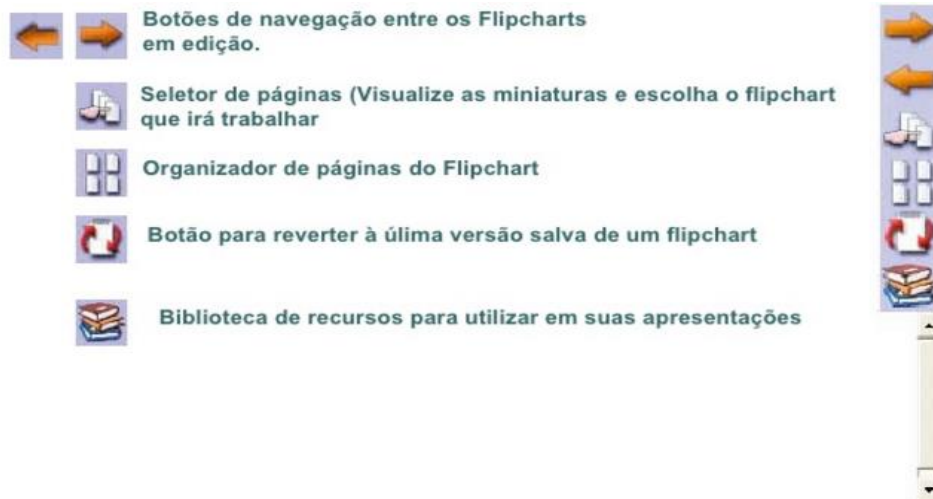 Botões de navegação entre os Flipcharts
em edição.
Seletor de páginas (Visualize as miniaturas e escolha o flipchart
que irá trabalhar
Organizador de páginas do Flipchart
Botão para reverter à úlima versão salva de um flipchart
Biblioteca de recursos para utilizar em suas apresentações